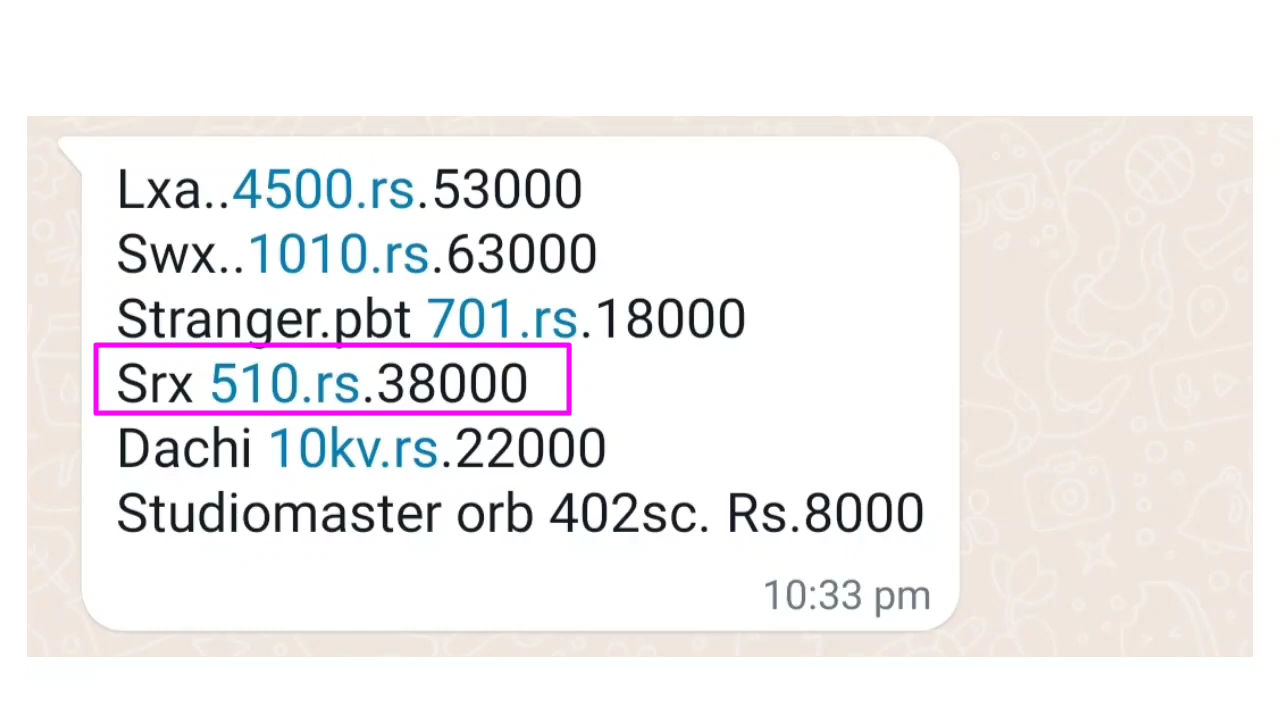 Lxa..4500.rs.53000
Swx..1010.rs.63000
Stranger.pbt 701.rs.18000
Srx 510.rs.38000
Dachi 10kv.rs.22000
Studiomaster orb 402sc. Rs.8000
10:33 pm